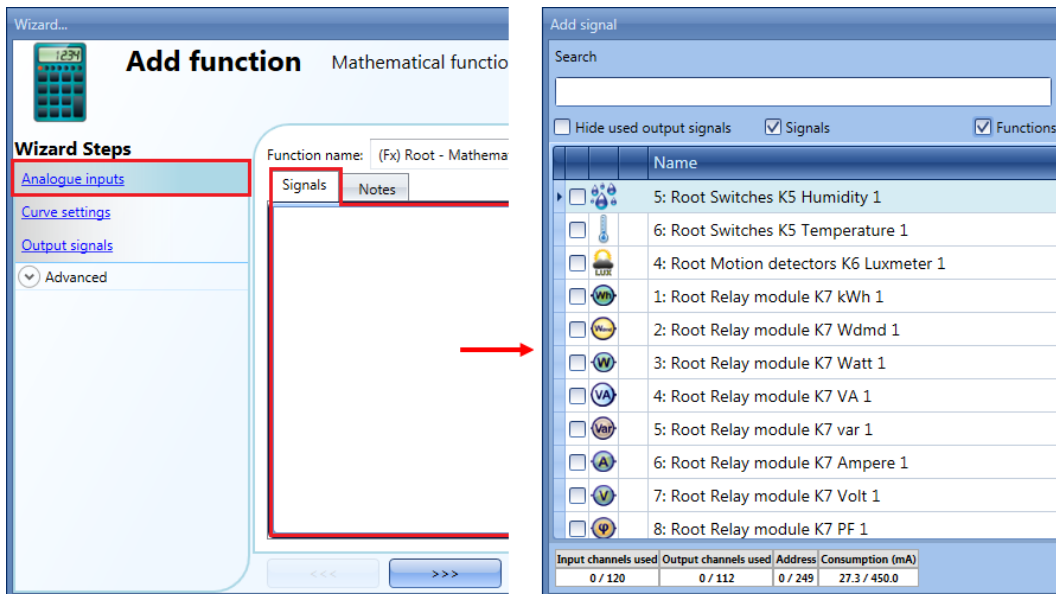 Wizard...
1234
Add function Mathematical functio
Wizard Steps
Analogue inputs
Curve settings
Output signals
Advanced
Function name: (Fx) Root - Mathema
Signals Notes
<<< >>>
Add signal
Search
Hide used output signals Signals Functions
Name
5: Root Switches K5 Humidity 1
6: Root Switches K5 Temperature 1
LUX 4: Root Motion detectors K6 Luxmeter 1
Wh 1: Root Relay module K7 kWh 1
Wdmd 2: Root Relay module K7 Wdmd 1
W 3: Root Relay module K7 Watt 1
VA 4: Root Relay module K7 VA 1
Var 5: Root Relay module K7 var 1
A 6: Root Relay module K7 Ampere 1
V 7: Root Relay module K7 Volt 1
φ 8: Root Relay module K7 PF 1
Input channels used Output channels used Address Consumption (mA)
0 / 120 0 / 112 0 / 249 27.3 / 450.0